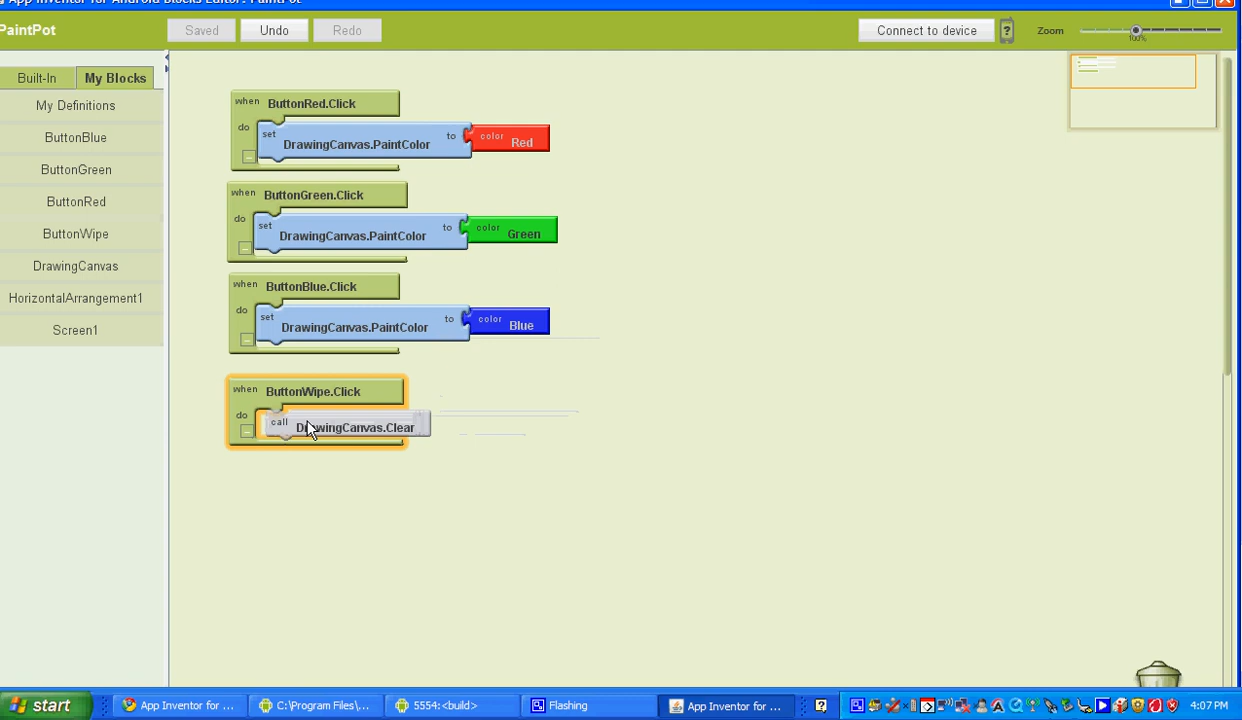 App Inventor for Android Blocks Editor: PaintPot
PaintPot
Saved
Undo
Redo
Connect to device
?
Zoom
100%
Built-In
My Blocks
My Definitions
ButtonBlue
ButtonGreen
ButtonRed
ButtonWipe
DrawingCanvas
HorizontalArrangement1
Screen1
when ButtonRed.Click
do
set DrawingCanvas.PaintColor to color Red
when ButtonGreen.Click
do
set DrawingCanvas.PaintColor to color Green
when ButtonBlue.Click
do
set DrawingCanvas.PaintColor to color Blue
when ButtonWipe.Click
do
call DrawingCanvas.Clear
start
App Inventor for ...
C:\Program Files\...
5554:<build>
Flashing
App Inventor for ...
?
4:07 PM